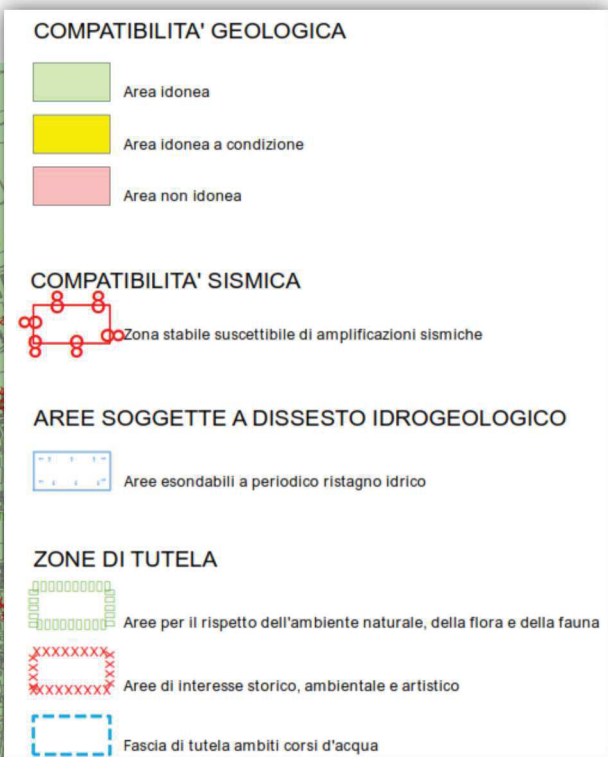 COMPATIBILITA' GEOLOGICA
Area idonea
Area idonea a condizione
Area non idonea
COMPATIBILITA' SISMICA
Zona stabile suscettibile di amplificazioni sismiche
AREE SOGGETTE A DISSESTO IDROGEOLOGICO
Aree esondabili a periodico ristagno idrico
ZONE DI TUTELA
Aree per il rispetto dell'ambiente naturale, della flora e della fauna
Aree di interesse storico, ambientale e artistico
Fascia di tutela ambiti corsi d'acqua